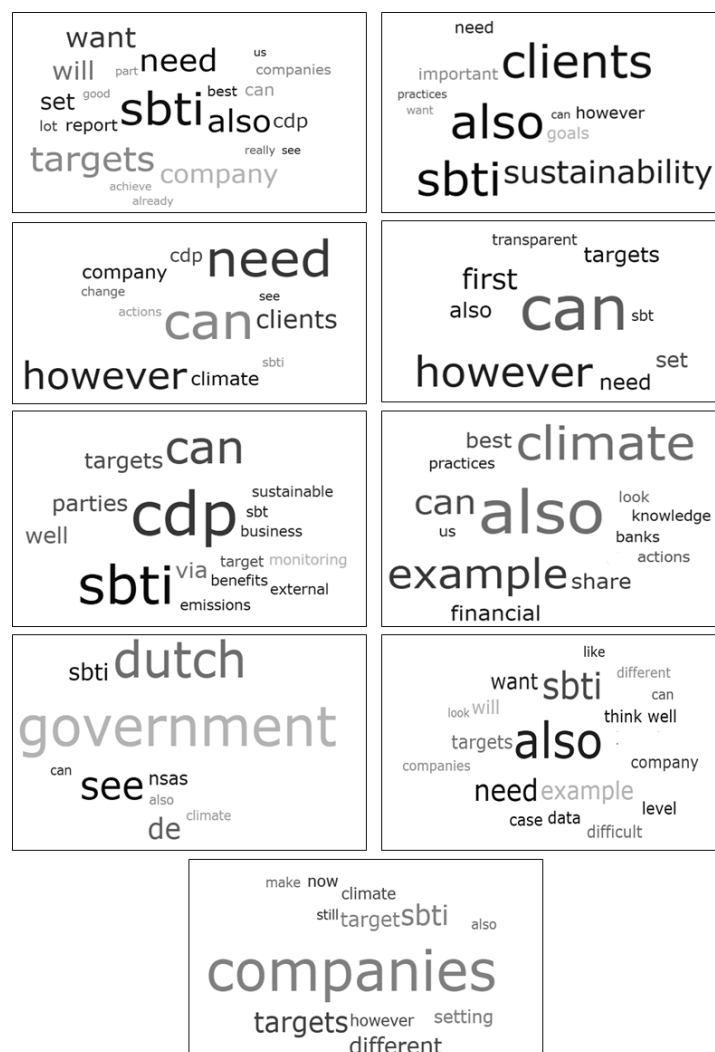 want
us
will part need companies
set good sbti best can
lot report also cdp
targets really see
company
achieve
already
need
important clients
practices
want also can however
goals
sbti sustainability
cdp need
company
change
see
actions can clients
sbti
however climate
transparent
targets
first
also can sbt
set
however need
can
targets
sustainable
parties cdp sbt
well business
target monitoring
sbti via benefits
external
emissions
best climate
practices
can also look
knowledge
us
banks
actions
example share
financial
sbti dutch
government
can
see nsas
also
climate
de
like
different
want sbti
can
look will
think well
targets also
companies company
need example
level
case data
difficult
make now
climate
still target sbti
also
companies
targets however setting
different